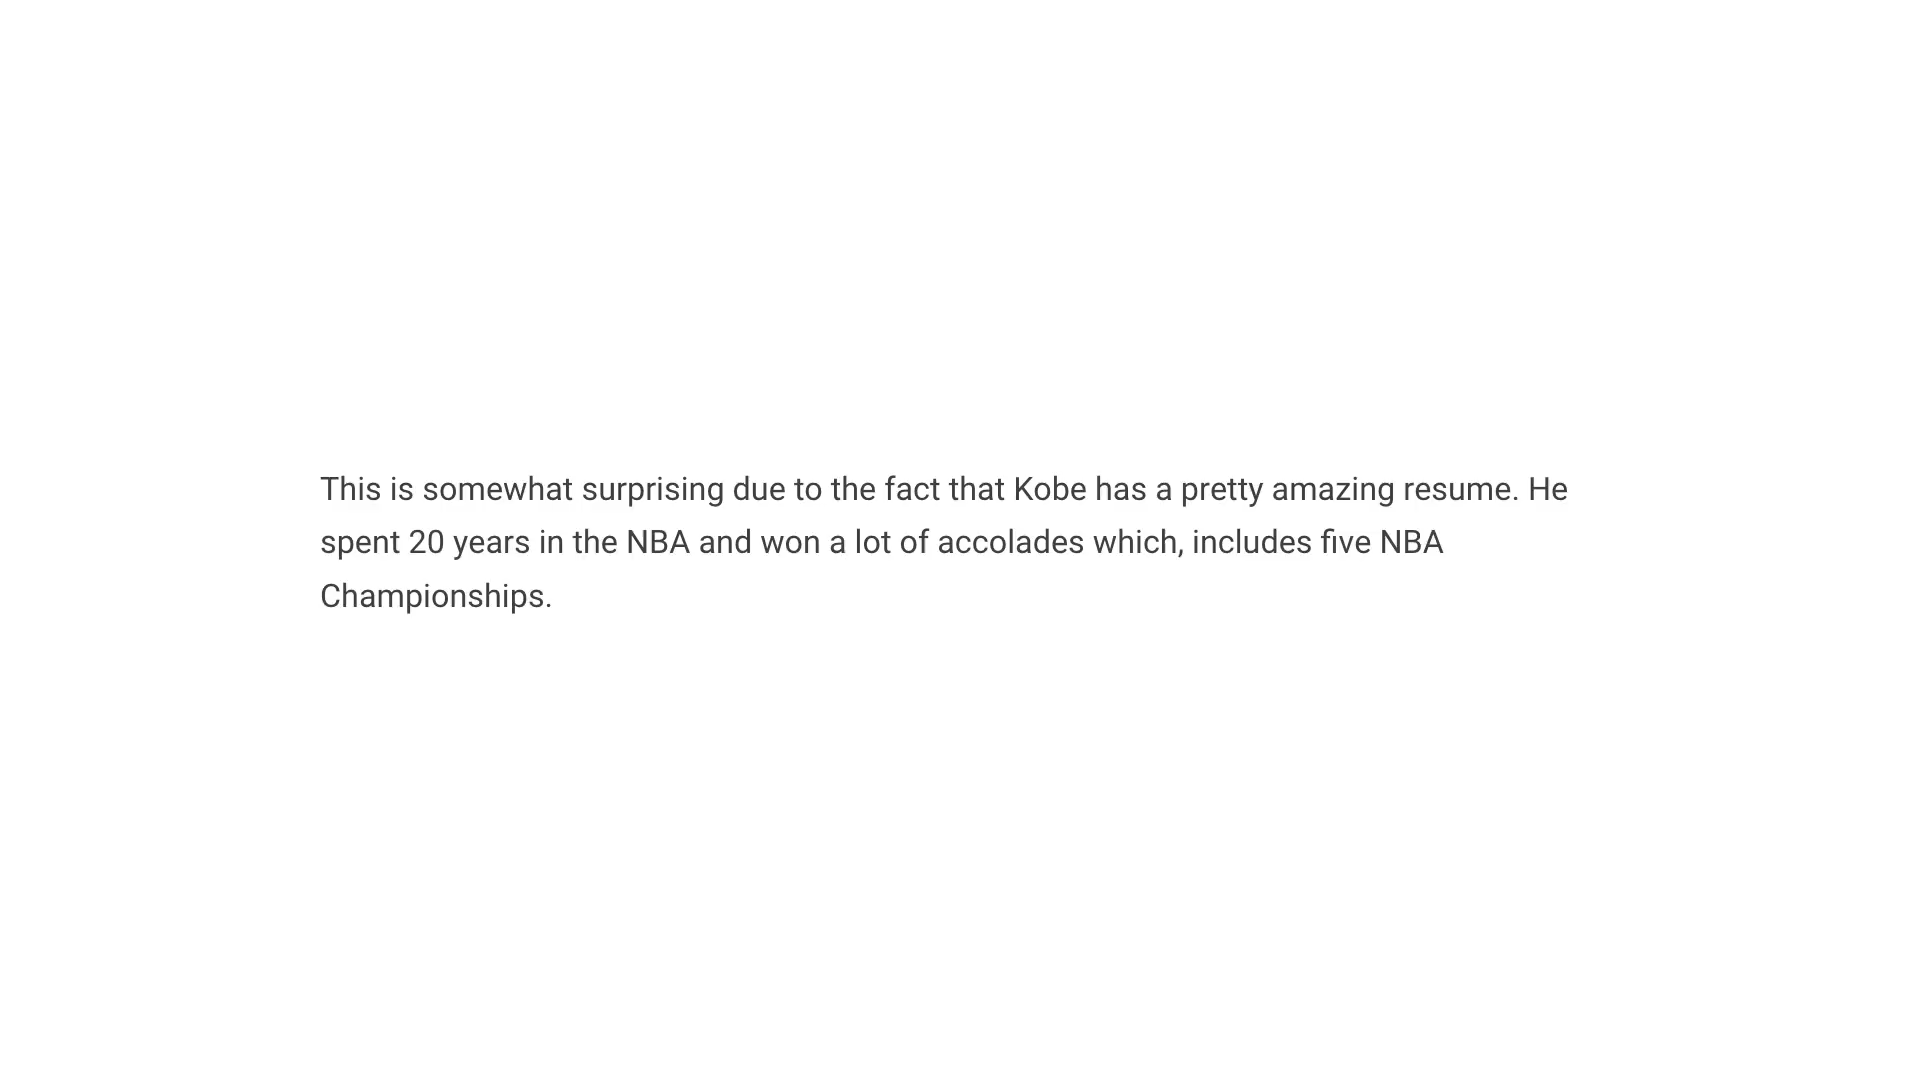 This is somewhat surprising due to the fact that Kobe has a pretty amazing resume. He
spent 20 years in the NBA and won a lot of accolades which, includes five NBA
Championships.